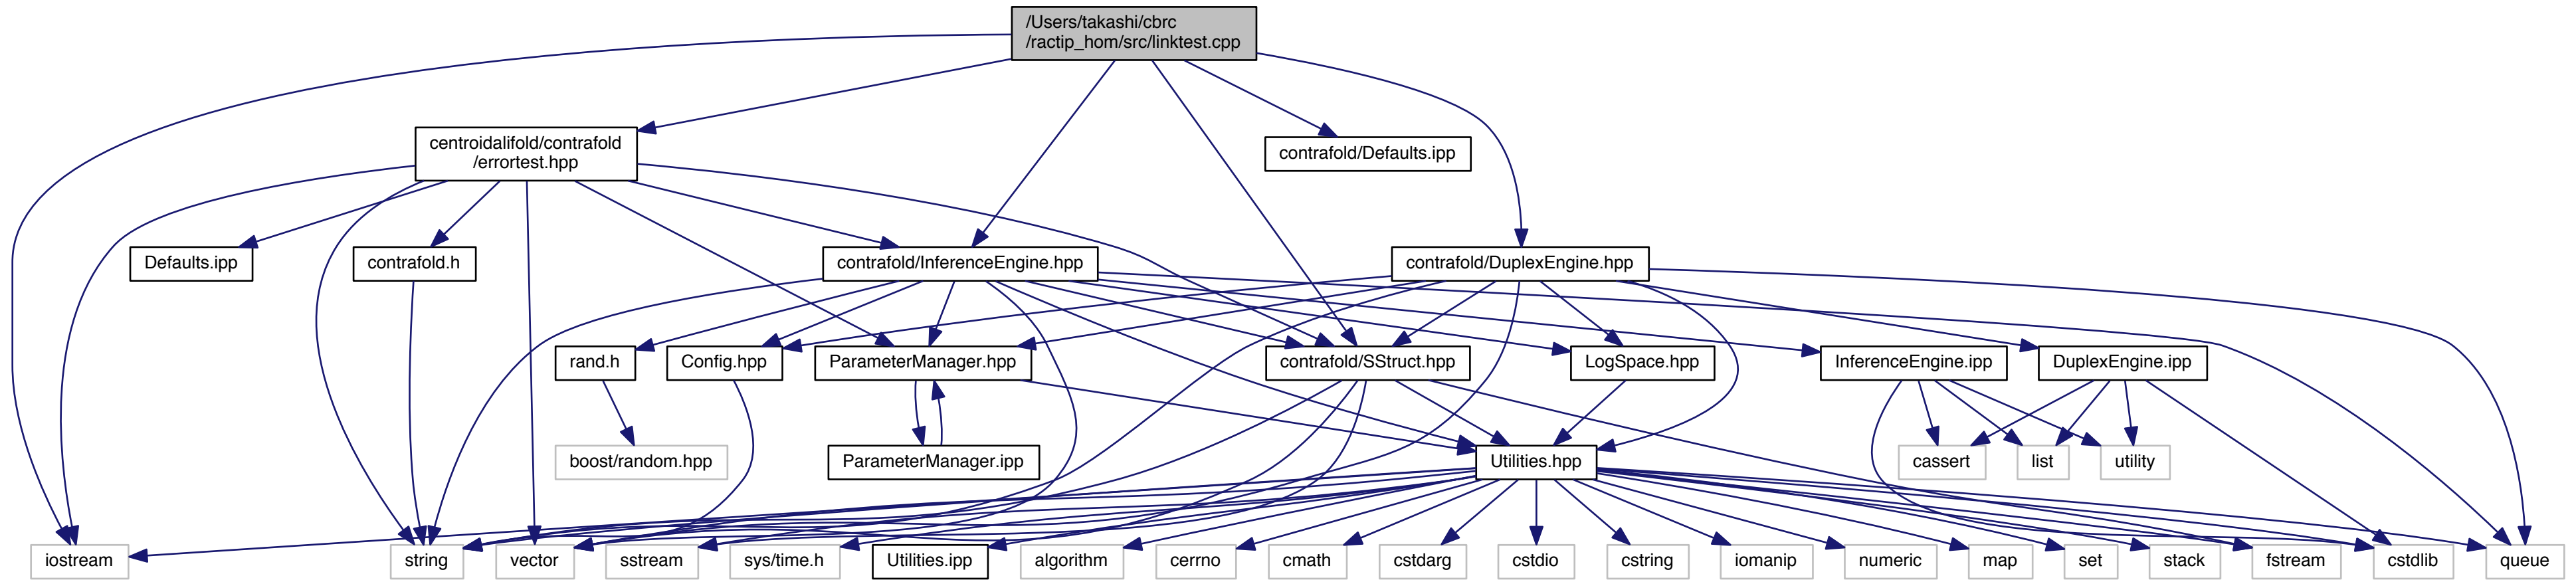 /Users/takashi/cbrc
/ractip_hom/src/linktest.cpp
centroidalifold/contrafold
/errortest.hpp
contrafold/Defaults.ipp
Defaults.ipp
contrafold.h
contrafold/InferenceEngine.hpp
contrafold/DuplexEngine.hpp
rand.h
Config.hpp
ParameterManager.hpp
contrafold/SStruct.hpp
LogSpace.hpp
InferenceEngine.ipp
DuplexEngine.ipp
boost/random.hpp
ParameterManager.ipp
Utilities.hpp
cassert
list
utility
iostream
string
vector
sstream
sys/time.h
Utilities.ipp
algorithm
cerrno
cmath
cstdarg
cstdio
cstring
iomanip
numeric
map
set
stack
fstream
cstdlib
queue